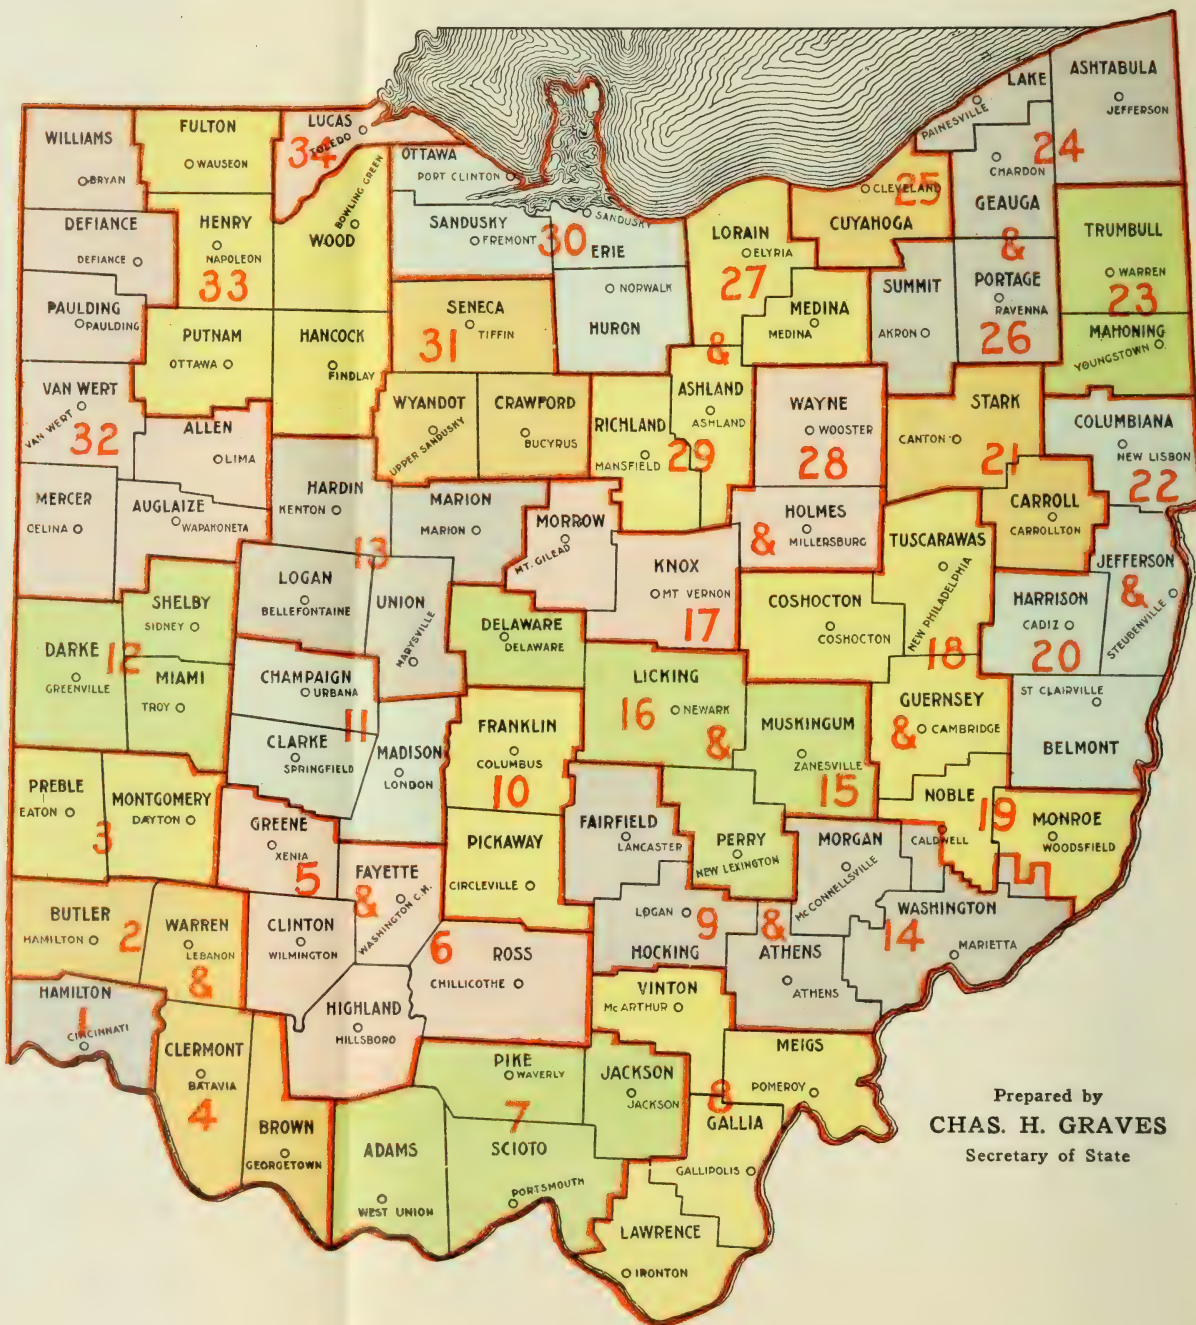 LAKE
ASHTABULA
PAINESVILLE
JEFFERSON
24
CHARDON
GEAUGA
&
WILLIAMS
BRYAN
FULTON
WAUSEON
LUCAS
TOLEDO
34
OTTAWA
PORT CLINTON
BOWLING GREEN
WOOD
SANDUSKY
FREMONT
SANDUSKY
30
ERIE
NORWALK
HURON
LORAIN
ELYRIA
27
&
CLEVELAND
25
CUYAHOGA
MEDINA
MEDINA
SUMMIT
AKRON
PORTAGE
RAVENNA
26
TRUMBULL
WARREN
23
MAHONING
YOUNGSTOWN
DEFIANCE
DEFIANCE
HENRY
NAPOLEON
33
PAULDING
PAULDING
PUTNAM
OTTAWA
HANCOCK
FINDLAY
SENECA
TIFFIN
31
VAN WERT
VAN WERT
32
ALLEN
LIMA
WYANDOT
UPPER SANDUSKY
CRAWFORD
BUCYRUS
RICHLAND
MANSFIELD
ASHLAND
ASHLAND
29
WAYNE
WOOSTER
28
&
STARK
CANTON
21
CARROLL
CARROLLTON
COLUMBIANA
NEW LISBON
22
&
MERCER
CELINA
AUGLAIZE
WAPAKONETA
HARDIN
KENTON
MARION
MARION
13
MORROW
MT. GILEAD
KNOX
MT VERNON
17
HOLMES
MILLERSBURG
TUSCARAWAS
NEW PHILADELPHIA
18
&
JEFFERSON
STEUBENVILLE
HARRISON
CADIZ
20
SHELBY
SIDNEY
LOGAN
BELLEFONTAINE
UNION
MARYSVILLE
DELAWARE
DELAWARE
COSHOCTON
COSHOCTON
DARKE
12
GREENVILLE
MIAMI
TROY
CHAMPAIGN
URBANA
11
CLARKE
SPRINGFIELD
MADISON
LONDON
FRANKLIN
COLUMBUS
10
LICKING
16
NEWARK
&
MUSKINGUM
ZANESVILLE
15
GUERNSEY
CAMBRIDGE
ST CLAIRVILLE
BELMONT
PREBLE
EATON
3
MONTGOMERY
DAYTON
GREENE
XENIA
5
&
FAYETTE
WASHINGTON C.H.
PICKAWAY
CIRCLEVILLE
FAIRFIELD
LANCASTER
PERRY
NEW LEXINGTON
MORGAN
McCONNELLSVILLE
NOBLE
CALDWELL
19
MONROE
WOODSFIELD
BUTLER
HAMILTON
2
&
WARREN
LEBANON
CLINTON
WILMINGTON
6
ROSS
CHILLICOTHE
LOGAN
9
HOCKING
&
ATHENS
ATHENS
14
WASHINGTON
MARIETTA
HAMILTON
1
CINCINNATI
HIGHLAND
HILLSBORO
VINTON
McARTHUR
MEIGS
POMEROY
CLERMONT
BATAVIA
4
BROWN
GEORGETOWN
PIKE
WAVERLY
7
JACKSON
JACKSON
8
GALLIA
GALLIPOLIS
ADAMS
WEST UNION
SCIOTO
PORTSMOUTH
LAWRENCE
IRONTON
Prepared by
CHAS. H. GRAVES
Secretary of State